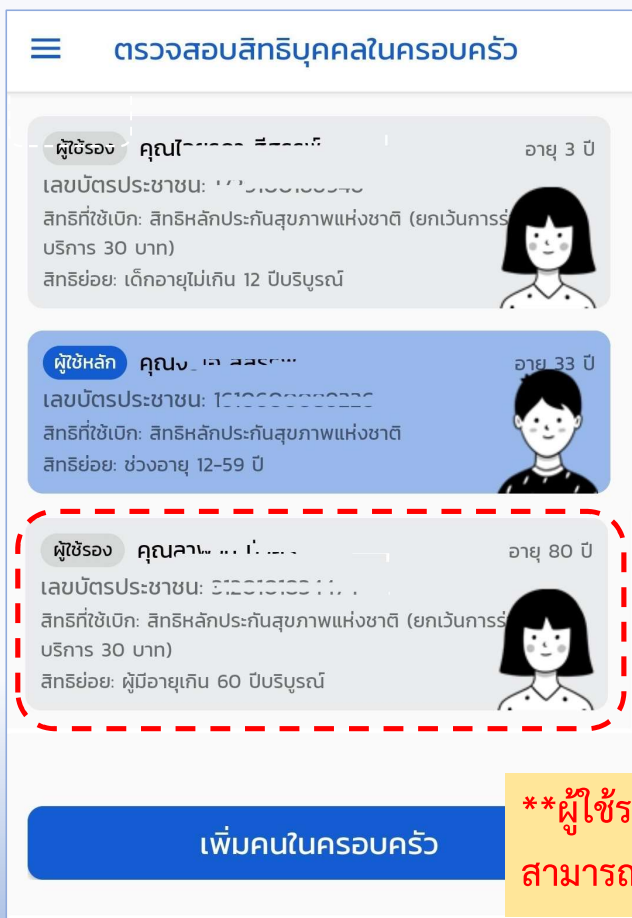 ตรวจสอบสิทธิบุคคลในครอบครัว
ผู้ใช้รอง
อายุ 3 ปี
เลขบัตรประชาชน:
สิทธิที่ใช้เบิก: สิทธิหลักประกันสุขภาพแห่งชาติ (ยกเว้นการ
บริการ 30 บาท)
สิทธิย่อย: เด็กอายุไม่เกิน 12 ปีบริบูรณ์
ผู้ใช้หลัก
อายุ 33 ปี
เลขบัตรประชาชน:
สิทธิที่ใช้เบิก: สิทธิหลักประกันสุขภาพแห่งชาติ
สิทธิย่อย: ช่วงอายุ 12-59 ปี
ผู้ใช้รอง
อายุ 80 ปี
เลขบัตรประชาชน:
สิทธิที่ใช้เบิก: สิทธิหลักประกันสุขภาพแห่งชาติ (ยกเว้นการ
บริการ 30 บาท)
สิทธิย่อย: ผู้มีอายุเกิน 60 ปีบริบูรณ์
เพิ่มคนในครอบครัว
**ผู้ใช้ร
สามารถ